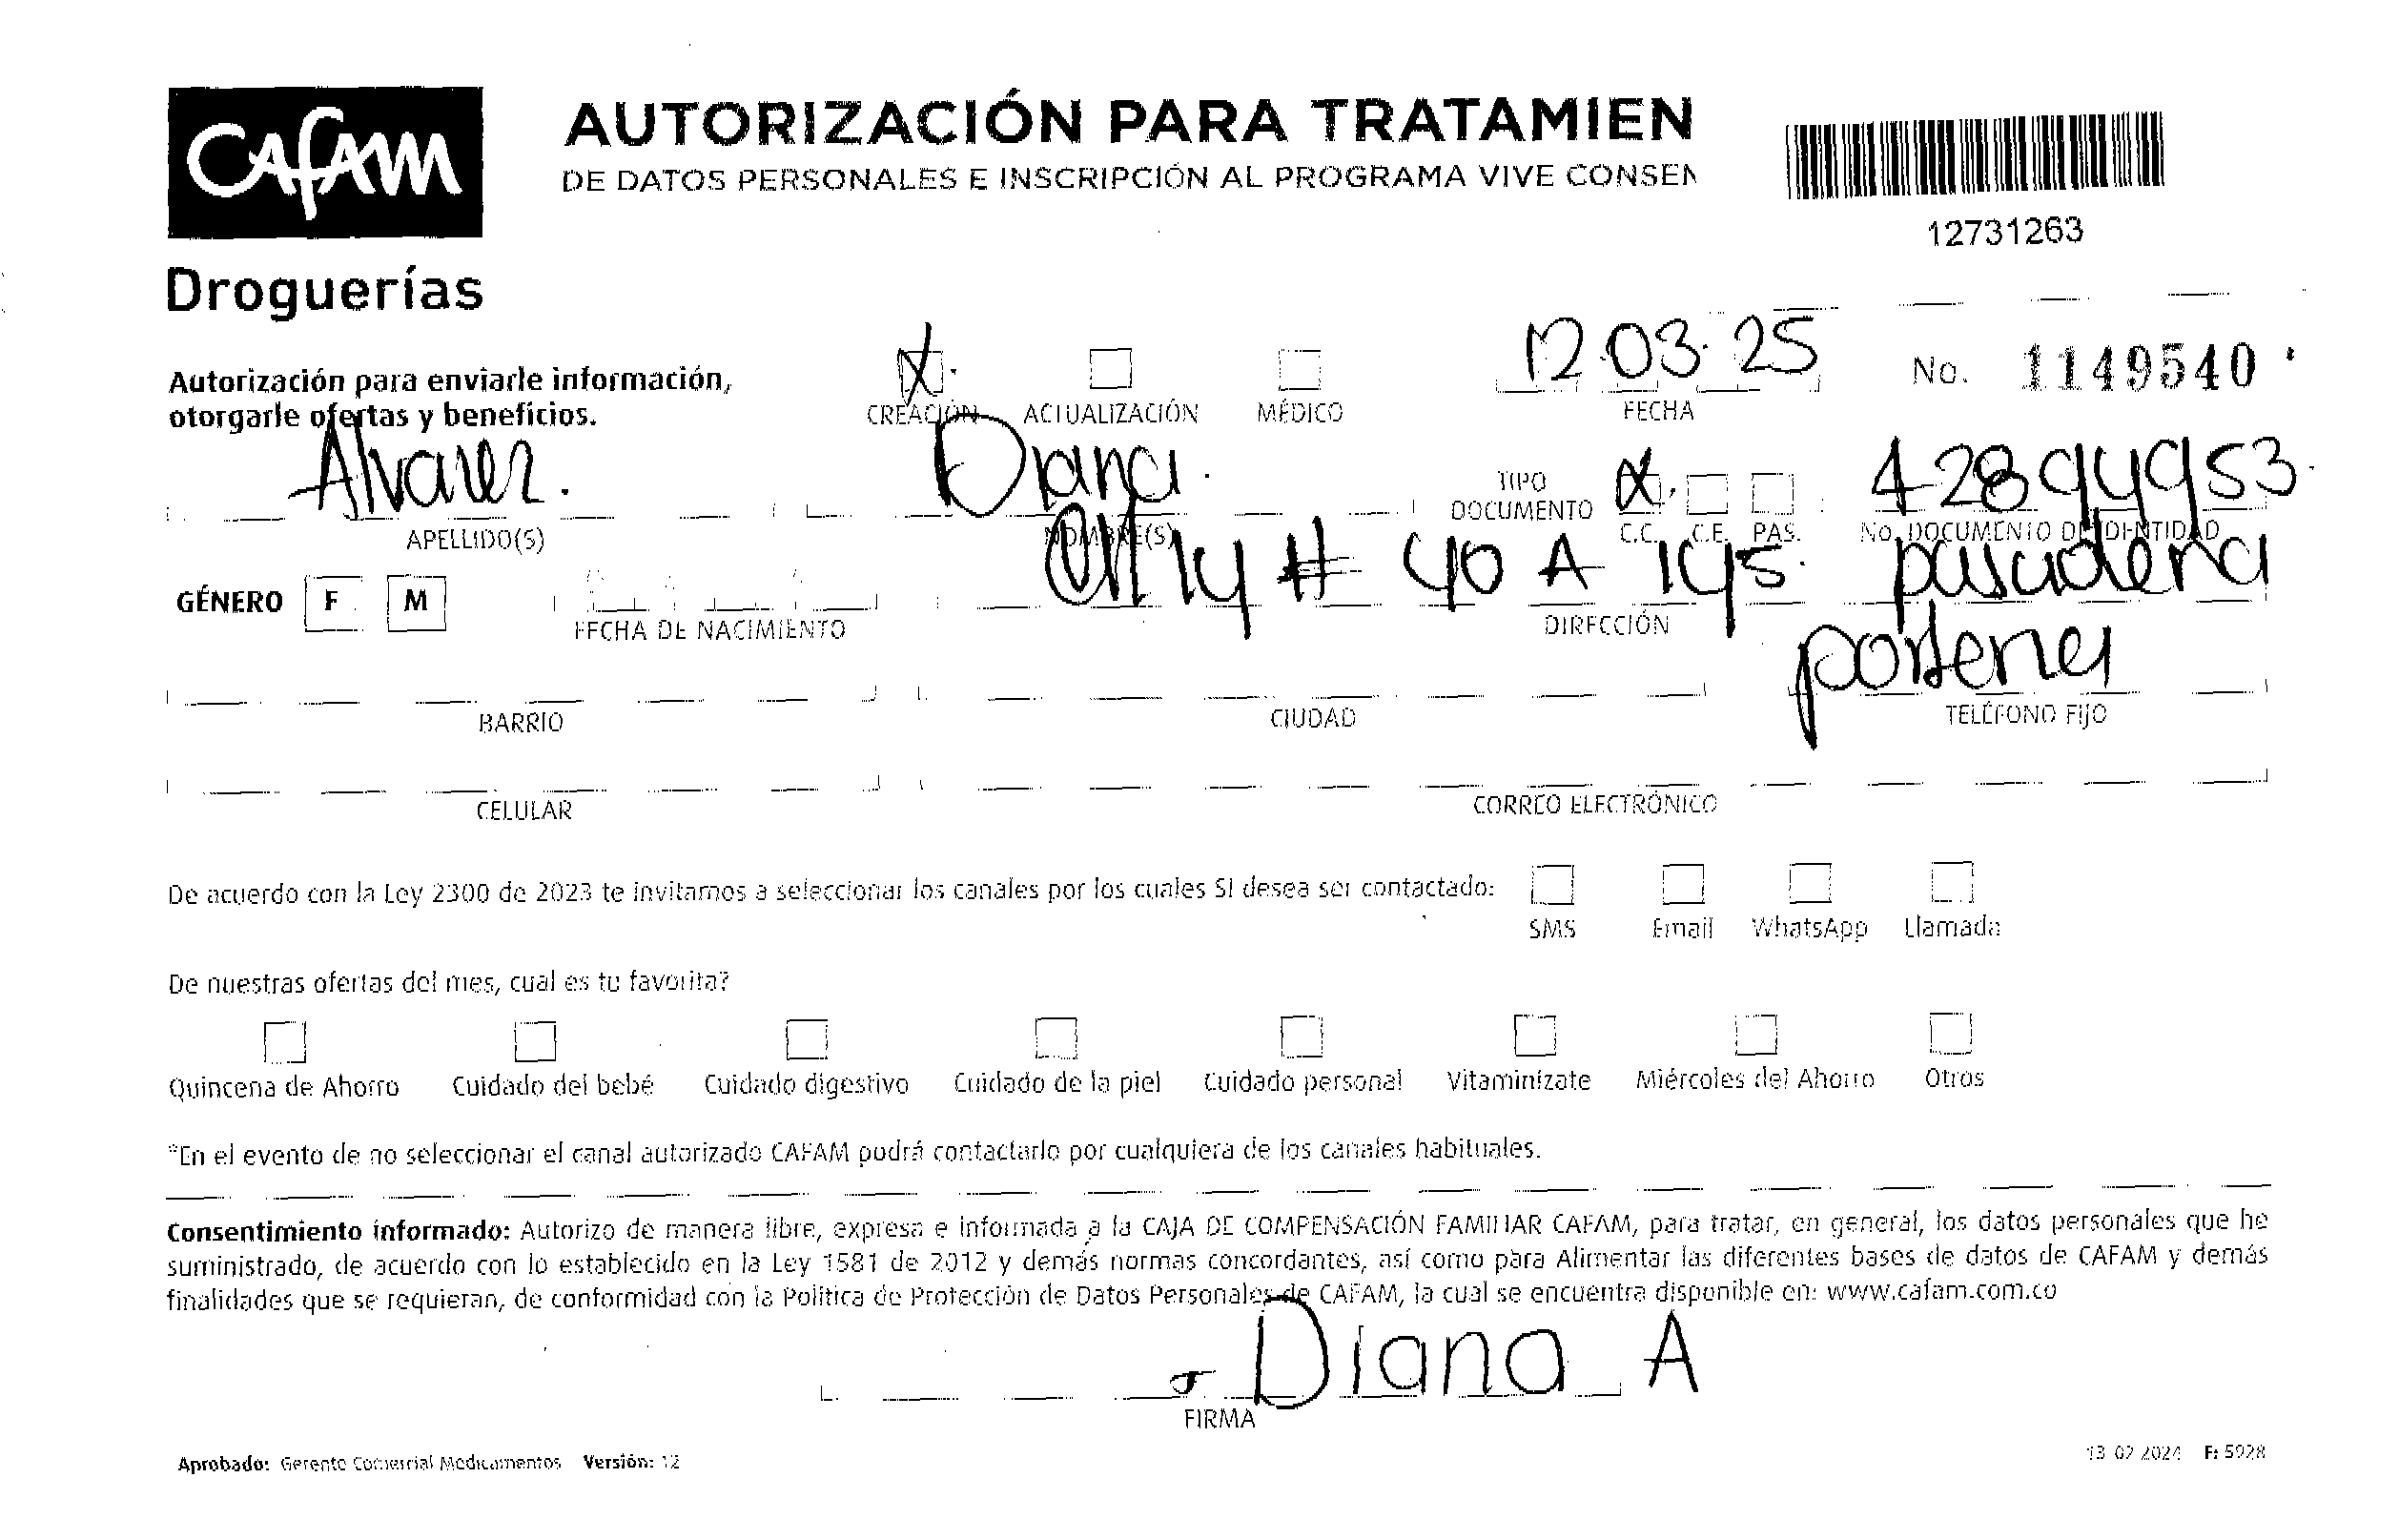 CAFAM
Droguerías
AUTORIZACIÓN PARA TRATAMIEN
DE DATOS PERSONALES E INSCRIPCIÓN AL PROGRAMA VIVE CONSEN
12731263
Autorización para enviarle información,
otorgarle ofertas y beneficios.
X CREACIÓN ACTUALIZACIÓN MÉDICO
12.03.25
FECHA
No. 1149540
Alvarez.
APELLIDO(S)
Diana.
NOMBRE(S)
TIPO
DOCUMENTO
X C.C. C.E. PAS.
No. DOCUMENTO DE IDENTIDAD
GÉNERO F M
FECHA DE NACIMIENTO
# 40 A 145. pasadena
DIRECCIÓN
BARRIO
CIUDAD
TELÉFONO FIJO
CELULAR
CORREO ELECTRÓNICO
De acuerdo con la Ley 2300 de 2023 te invitamos a seleccionar los canales por los cuales SI desea ser contactado:
SMS Email WhatsApp Llamada
De nuestras ofertas del mes, cual es tu favorita?
Quincena de Ahorro Cuidado del bebé Cuidado digestivo Cuidado de la piel Cuidado personal Vitaminízate Miércoles del Ahorro Otros
*En el evento de no seleccionar el canal autorizado CAFAM podrá contactarlo por cualquiera de los canales habituales.
Consentimiento informado: Autorizo de manera libre, expresa e informada a la CAJA DE COMPENSACIÓN FAMILIAR CAFAM, para tratar, en general, los datos personales que he
suministrado, de acuerdo con lo establecido en la Ley 1581 de 2012 y demás normas concordantes, así como para Alimentar las diferentes bases de datos de CAFAM y demás
finalidades que se requieran, de conformidad con la Política de Protección de Datos Personales de CAFAM, la cual se encuentra disponible en: www.cafam.com.co
Diana A
FIRMA
Aprobado: Gerente Comercial Medicamentos Versión: 12
13 02 2024 F: 5928